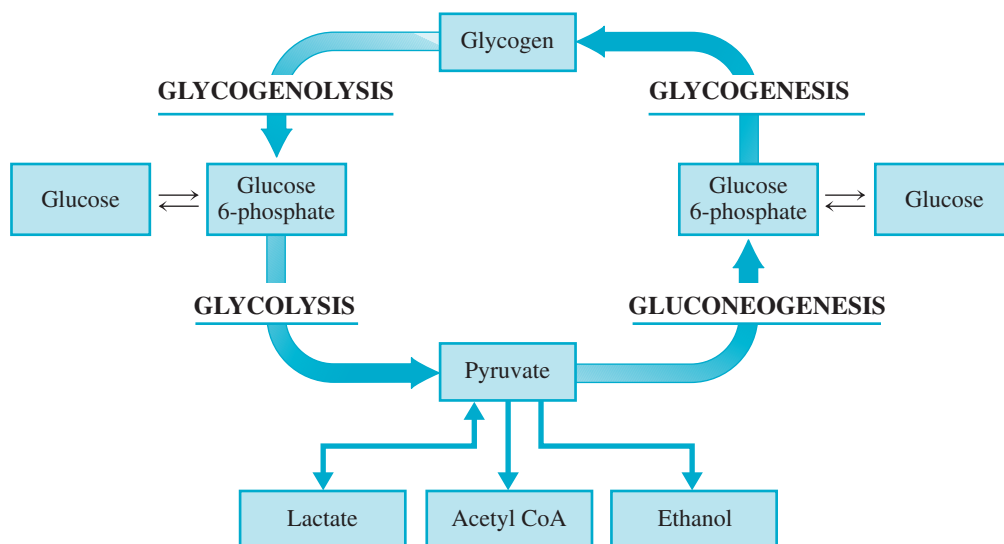 Glycogen
GLYCOGENOLYSIS
GLYCOGENESIS
Glucose
Glucose
6-phosphate
Glucose
6-phosphate
Glucose
GLYCOLYSIS
GLUCONEOGENESIS
Pyruvate
Lactate
Acetyl CoA
Ethanol